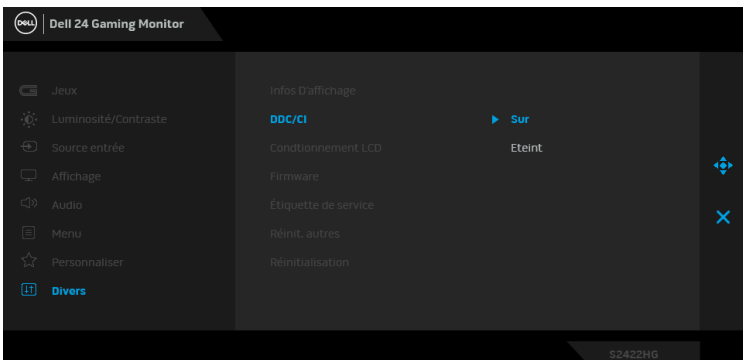 DELL Dell 24 Gaming Monitor
Jeux
Luminosité/Contraste
Source entrée
Affichage
Audio
Menu
Personnaliser
Divers
Infos D'affichage
DDC/CI
Condtionnement LCD
Firmware
Étiquette de service
Réinit. autres
Réinitialisation
Sur
Eteint
S2422HG